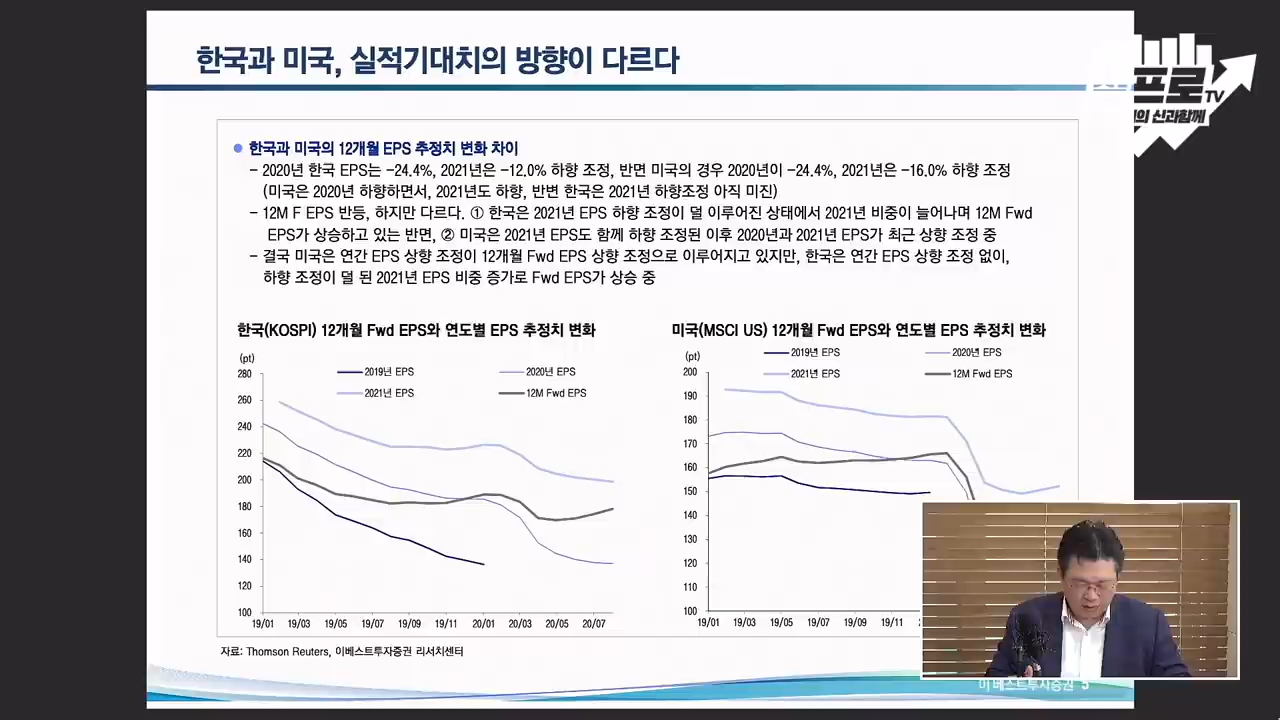 한국과 미국, 실적기대치의 방향이 다르다
프로TV
의 신과함께
한국과 미국의 12개월 EPS 추정치 변화 차이
– 2020년 한국 EPS는 -24.4%, 2021년은 -12.0% 하향 조정, 반면 미국의 경우 2020년이 -24.4%, 2021년은 -16.0% 하향 조정
(미국은 2020년 하향하면서, 2021년도 하향, 반변 한국은 2021년 하향조정 아직 미진)
– 12M F EPS 반등, 하지만 다르다. ① 한국은 2021년 EPS 하향 조정이 덜 이루어진 상태에서 2021년 비중이 늘어나며 12M Fwd
EPS가 상승하고 있는 반면, ② 미국은 2021년 EPS도 함께 하향 조정된 이후 2020년과 2021년 EPS가 최근 상향 조정 중
– 결국 미국은 연간 EPS 상향 조정이 12개월 Fwd EPS 상향 조정으로 이루어지고 있지만, 한국은 연간 EPS 상향 조정 없이,
하향 조정이 덜 된 2021년 EPS 비중 증가로 Fwd EPS가 상승 중
한국(KOSPI) 12개월 Fwd EPS와 연도별 EPS 추정치 변화
(pt)
2019년 EPS 2020년 EPS
2021년 EPS 12M Fwd EPS
280
260
240
220
200
180
160
140
120
100
19/01 19/03 19/05 19/07 19/09 19/11 20/01 20/03 20/05 20/07
미국(MSCI US) 12개월 Fwd EPS와 연도별 EPS 추정치 변화
(pt)
2019년 EPS 2020년 EPS
2021년 EPS 12M Fwd EPS
200
190
180
170
160
150
140
130
120
110
100
19/01 19/03 19/05 19/07 19/09 19/11
자료: Thomson Reuters, 이베스트투자증권 리서치센터
이베스트투자증권 5